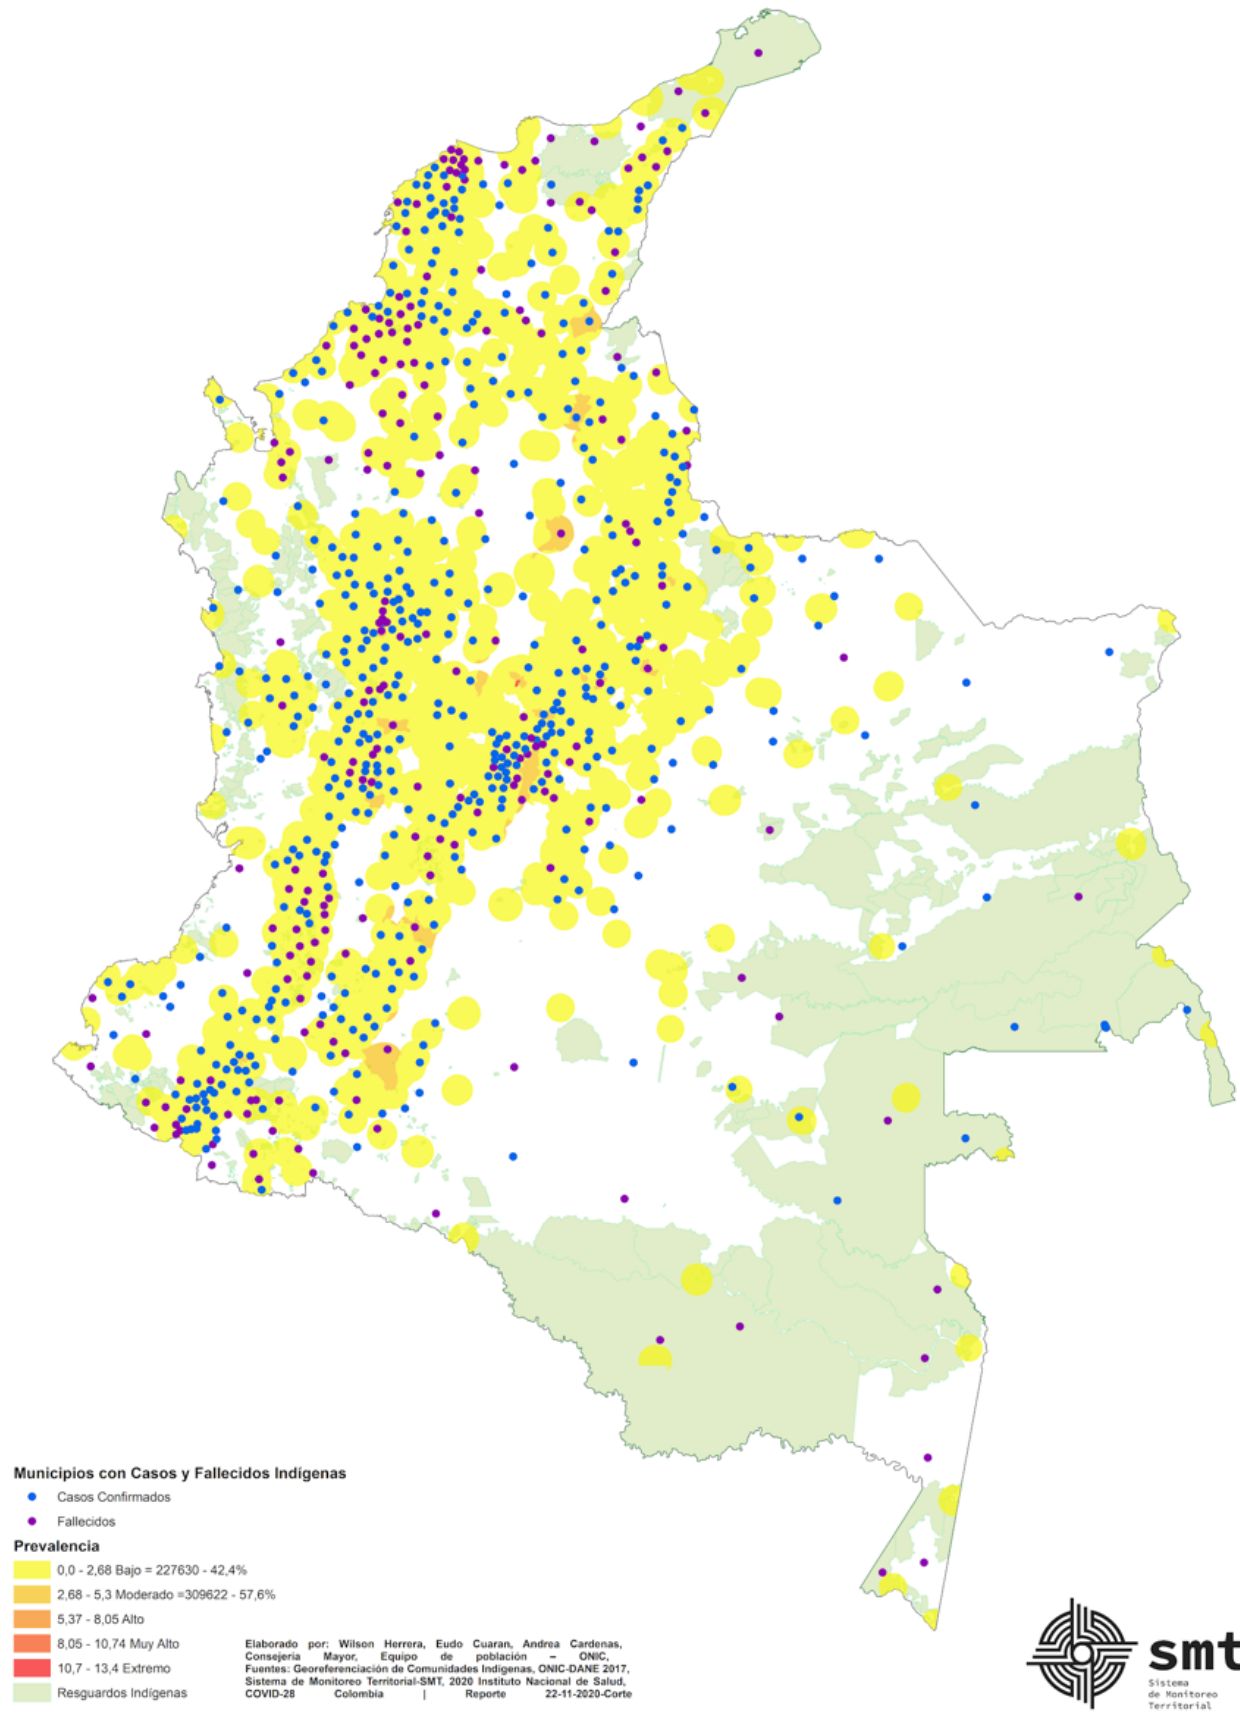 Municipios con Casos y Fallecidos Indígenas
Casos Confirmados
Fallecidos
Prevalencia
0,0 - 2,68 Bajo = 227630 - 42,4%
2,68 - 5,3 Moderado =309622 - 57,6%
5,37 - 8,05 Alto
8,05 - 10,74 Muy Alto
10,7 - 13,4 Extremo
Resguardos Indígenas
Elaborado por: Wilson Herrera, Eudo Cuaran, Andrea Cardenas,
Consejeria Mayor, Equipo de población – ONIC,
Fuentes: Georeferenciación de Comunidades Indigenas, ONIC-DANE 2017,
Sistema de Monitoreo Territorial-SMT, 2020 Instituto Nacional de Salud,
COVID-28 Colombia | Reporte 22-11-2020-Corte
smt
Sistema
de Monitoreo
Territorial